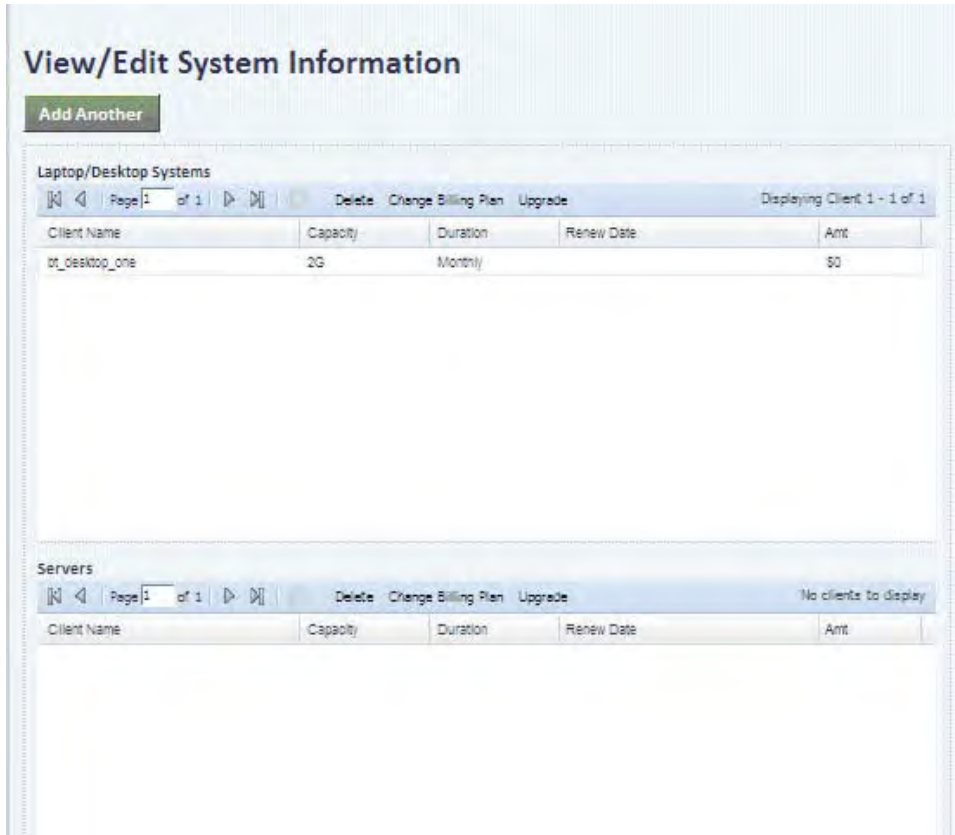 View/Edit System Information
Add Another
Laptop/Desktop Systems
Page 1 of 1 Delete Change Billing Plan Upgrade Displaying Client 1 - 1 of 1
Client Name Capacity Duration Renew Date Amt
bt_desktop_one 2G Monthly $0
Servers
Page 1 of 1 Delete Change Billing Plan Upgrade No clients to display
Client Name Capacity Duration Renew Date Amt